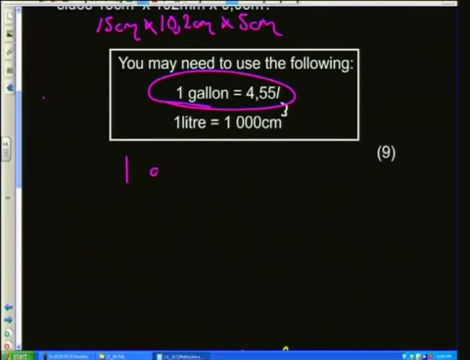 15cm x 10,2cm x 5cm
You may need to use the following:
1 gallon = 4,55l
1litre = 1 000cm3
(9)
1